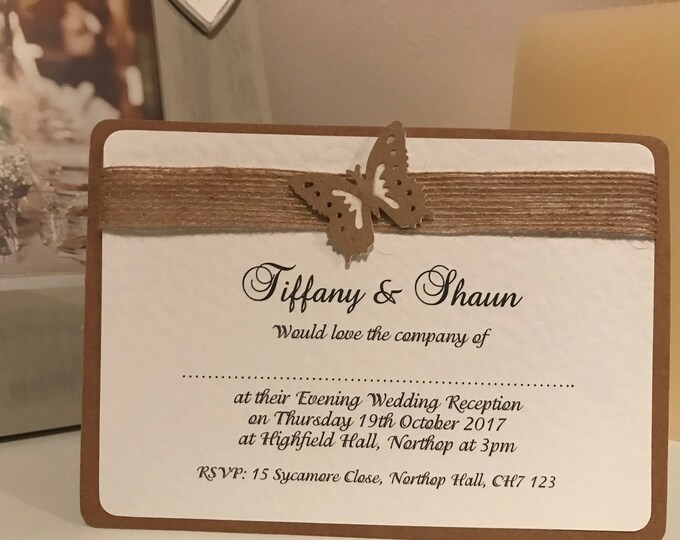 Tiffany & Shaun
Would love the company of
……………………………………………………………..
at their Evening Wedding Reception
on Thursday 19th October 2017
at Highfield Hall, Northop at 3pm
RSVP: 15 Sycamore Close, Northop Hall, CH7 123